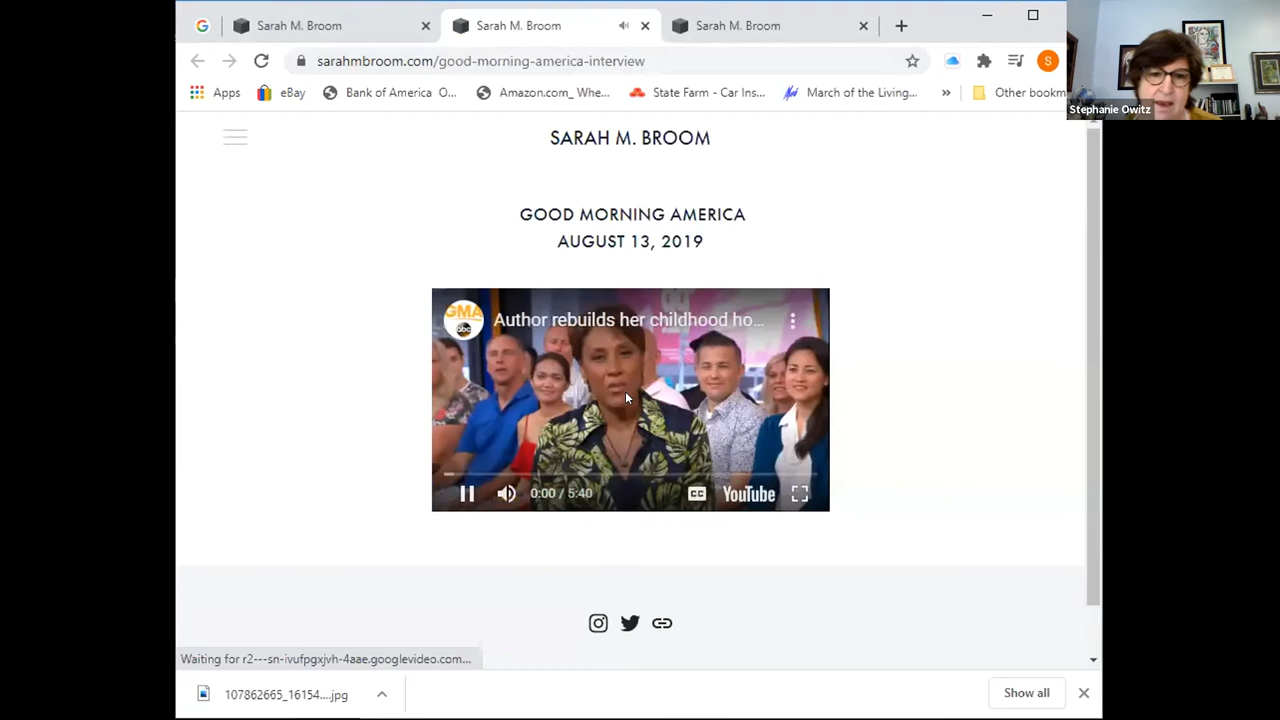 Sarah M. Broom
Sarah M. Broom
Sarah M. Broom
sarahmbroom.com/good-morning-america-interview
S
Apps
eBay
Bank of America O...
Amazon.com_ Whe...
State Farm - Car Ins...
March of the Living...
»
Other bookm
Stephanie Owitz
SARAH M. BROOM
GOOD MORNING AMERICA
AUGUST 13, 2019
GMA
abc
Author rebuilds her childhood ho...
0:00 / 5:40
CC
YouTube
Waiting for r2---sn-ivufpgxjvh-4aae.googlevideo.com...
107862665_16154....jpg
Show all